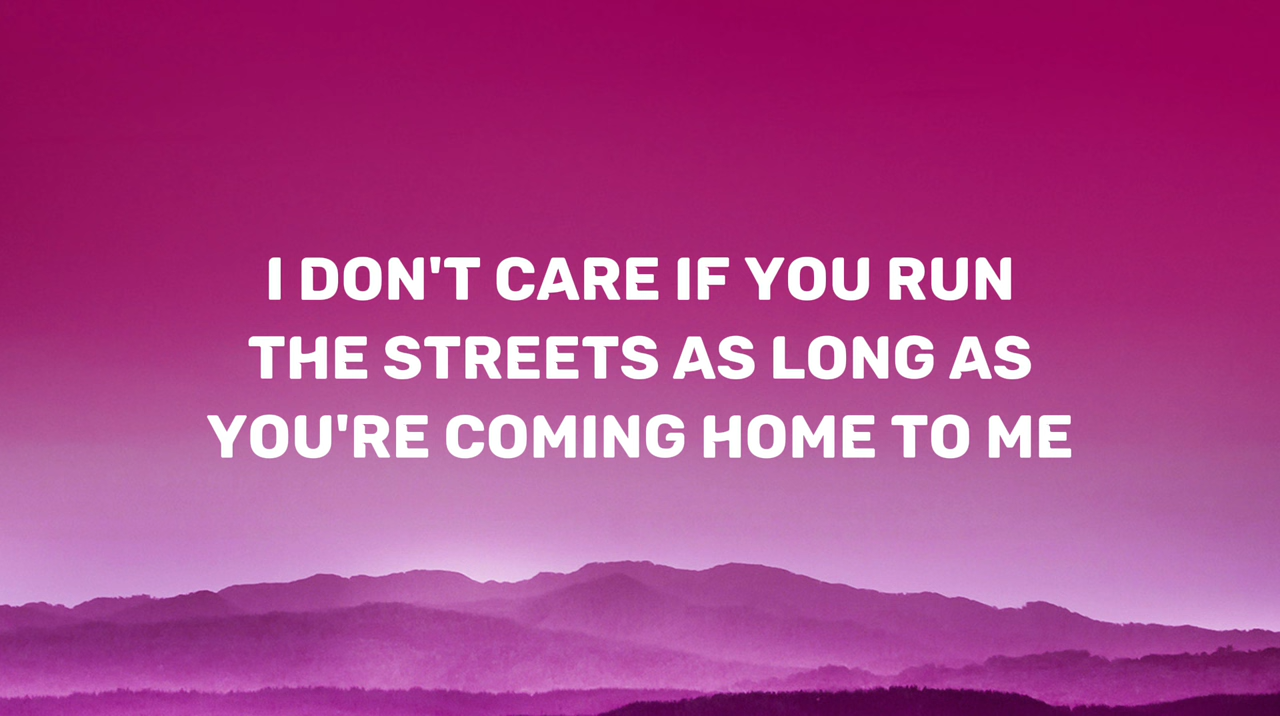 I DON'T CARE IF YOU RUN
THE STREETS AS LONG AS
YOU'RE COMING HOME TO ME